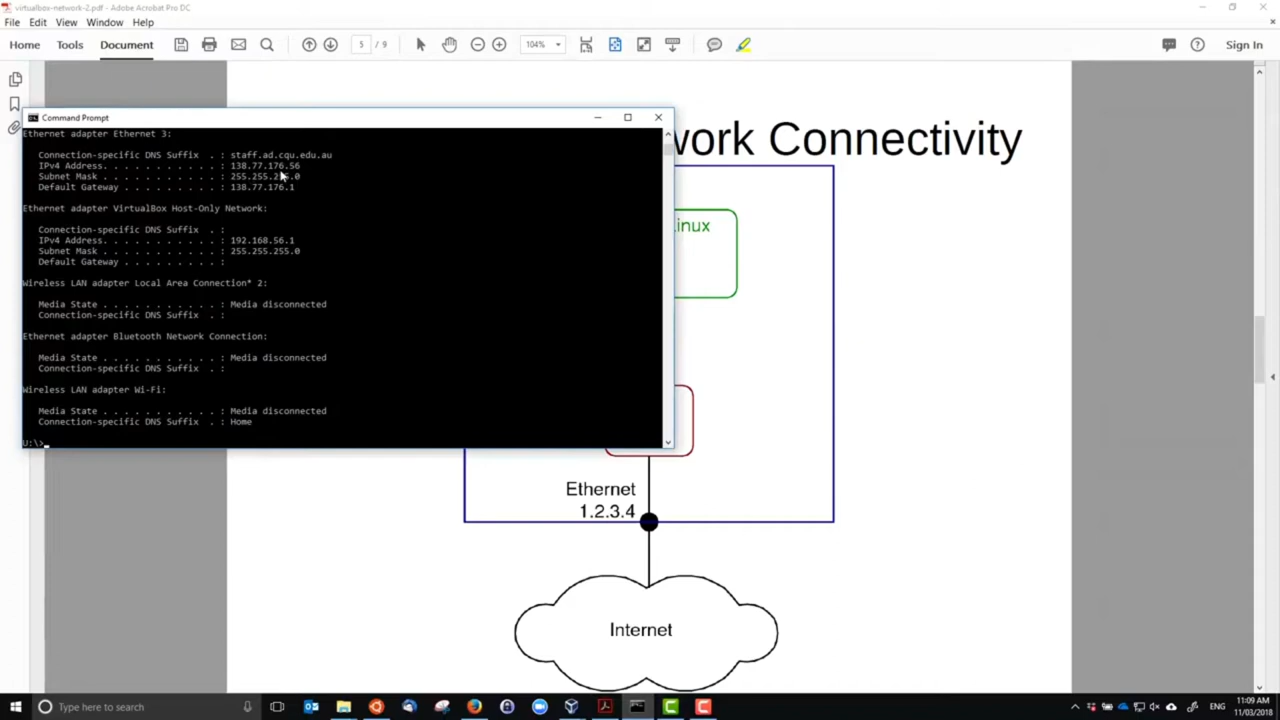 virtualbox-network-2.pdf - Adobe Acrobat Pro DC
File Edit View Window Help
Home Tools Document 5 / 9 104% Sign In
work Connectivity
Command Prompt
Ethernet adapter Ethernet 3:
Connection-specific DNS Suffix . : staff.ad.cqu.edu.au
IPv4 Address. . . . . . . . . . . : 138.77.176.56
Subnet Mask . . . . . . . . . . . : 255.255.255.0
Default Gateway . . . . . . . . . : 138.77.176.1
Ethernet adapter VirtualBox Host-Only Network:
Connection-specific DNS Suffix . :
IPv4 Address. . . . . . . . . . . : 192.168.56.1
Subnet Mask . . . . . . . . . . . : 255.255.255.0
Default Gateway . . . . . . . . . :
Wireless LAN adapter Local Area Connection* 2:
Media State . . . . . . . . . . . : Media disconnected
Connection-specific DNS Suffix . :
Ethernet adapter Bluetooth Network Connection:
Media State . . . . . . . . . . . : Media disconnected
Connection-specific DNS Suffix . :
Wireless LAN adapter Wi-Fi:
Media State . . . . . . . . . . . : Media disconnected
Connection-specific DNS Suffix . : Home
U:\>
inux
Ethernet
1.2.3.4
Internet
Type here to search
ENG
11:09 AM
11/03/2018